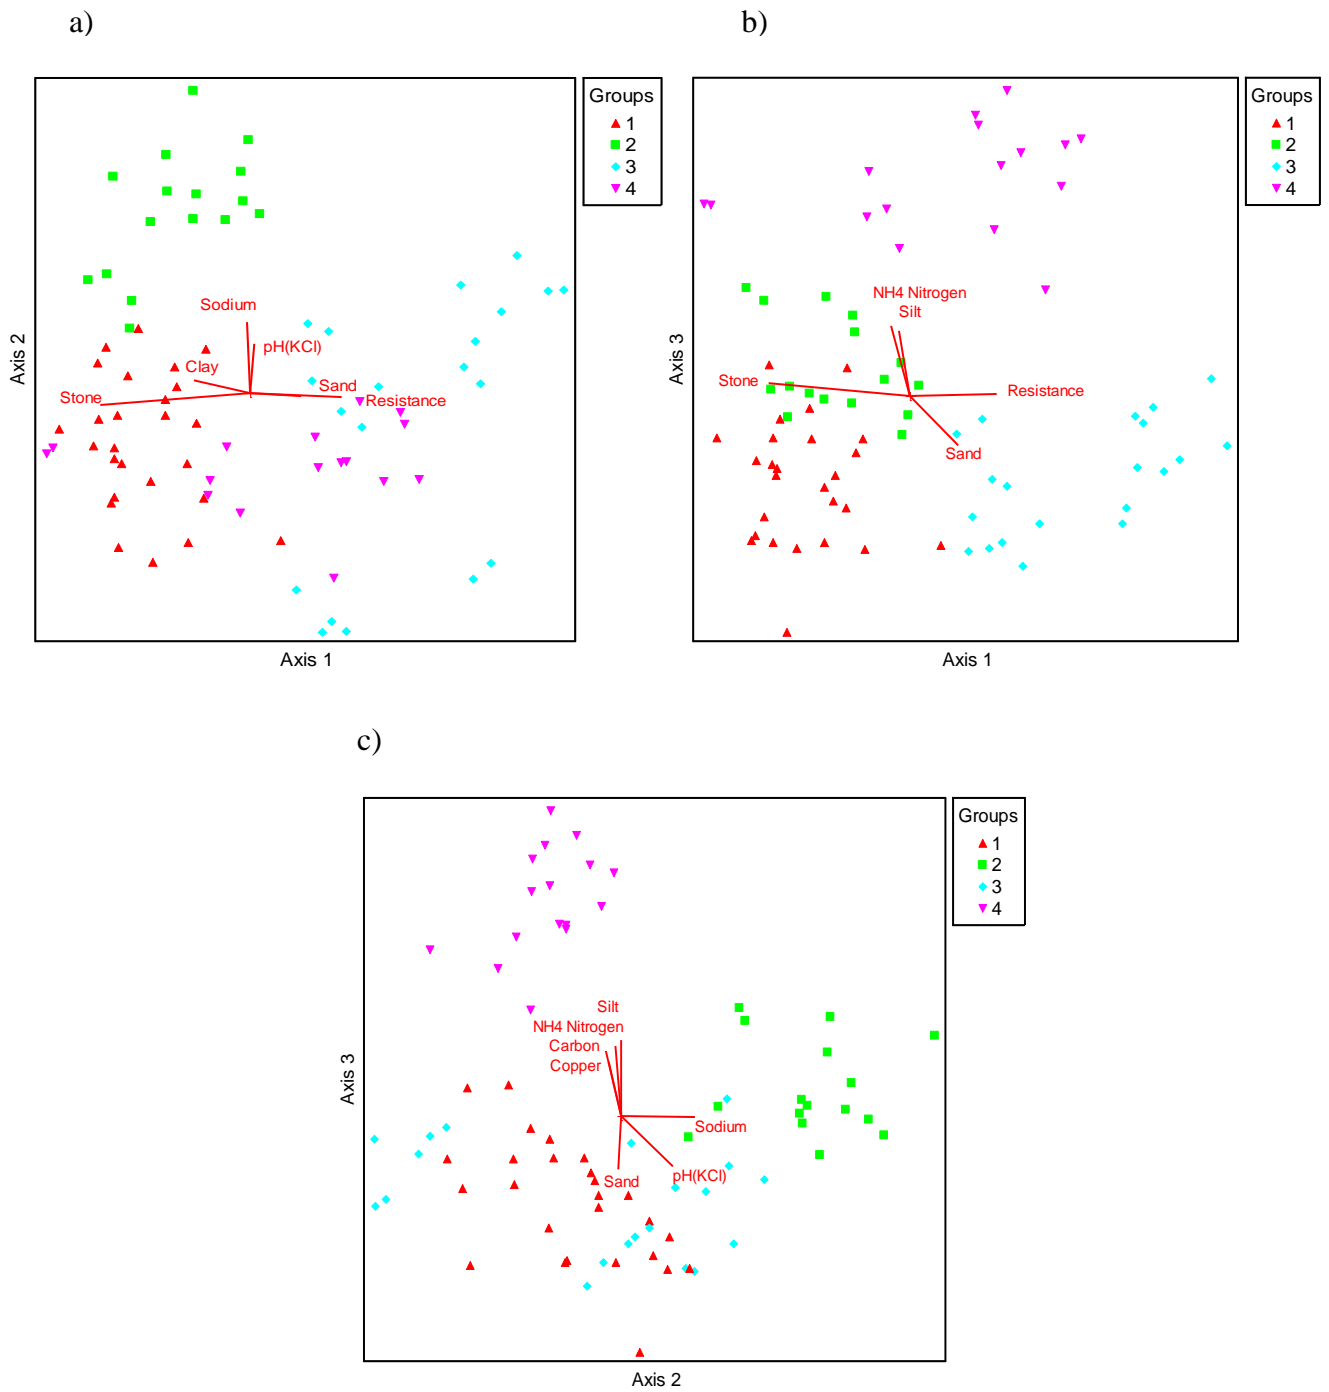 a)
b)
Groups
1
2
3
4
Sodium
pH(KCl)
Clay
Sand
Stone
Resistance
Axis 2
Axis 1
Groups
1
2
3
4
NH4 Nitrogen
Silt
Stone
Resistance
Sand
Axis 3
Axis 1
c)
Groups
1
2
3
4
Silt
NH4 Nitrogen
Carbon
Copper
Sodium
pH(KCl)
Sand
Axis 3
Axis 2